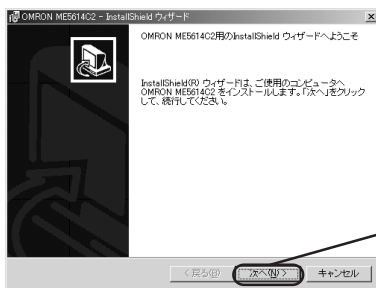 OMRON ME5614C2 - InstallShield ウィザード
OMRON ME5614C2用のInstallShield ウィザードへようこそ
InstallShield(R) ウィザードは、ご使用のコンピュータへ
OMRON ME5614C2 をインストールします。「次へ」をクリック
して、続行してください。
< 戻る(B)
次へ(N) >
キャンセル